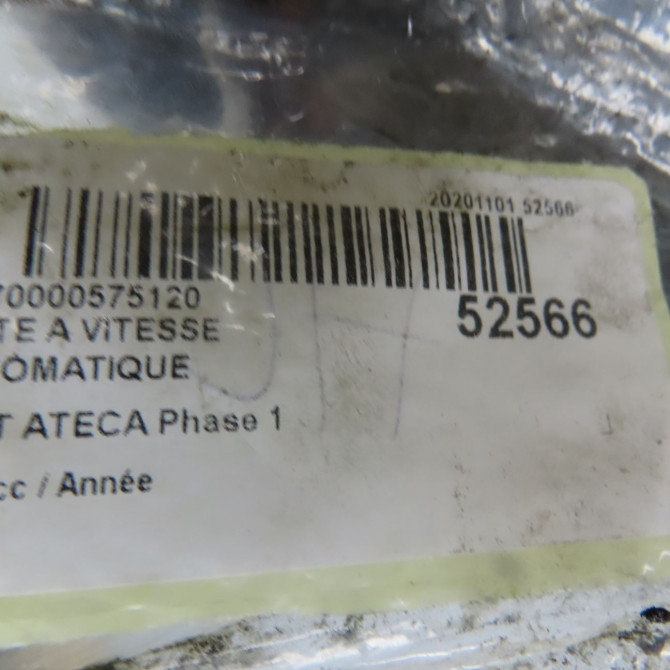 20201101 52566
70000575120
52566
TE A ViTESSE
OMATIQUE
T ATECA Phase 1
cc / Année